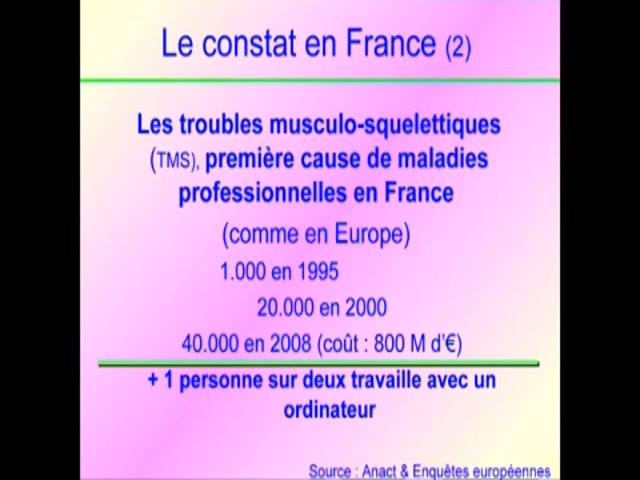 Le constat en France (2)
Les troubles musculo-squelettiques
(TMS), première cause de maladies
professionnelles en France
(comme en Europe)
1.000 en 1995
20.000 en 2000
40.000 en 2008 (coût : 800 M d'€)
+ 1 personne sur deux travaille avec un
ordinateur
Source : Anact & Enquêtes européennes